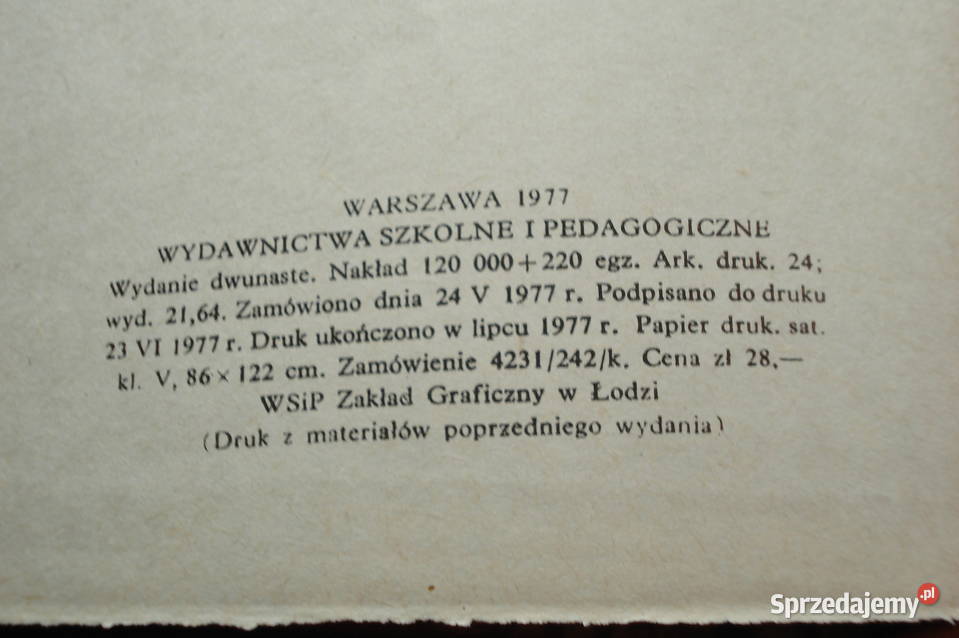 WARSZAWA 1977
WYDAWNICTWA SZKOLNE I PEDAGOGICZNE
Wydanie dwunaste. Nakład 120 000+220 egz. Ark. druk. 24;
wyd. 21,64. Zamówiono dnia 24 V 1977 r. Podpisano do druku
23 VI 1977 r. Druk ukończono w lipcu 1977 r. Papier druk. sat.
kl. V, 86 × 122 cm. Zamówienie 4231/242/k. Cena zł 28,—
WSiP Zakład Graficzny w Łodzi
(Druk z materiałów poprzedniego wydania)
Sprzedajemy.pl